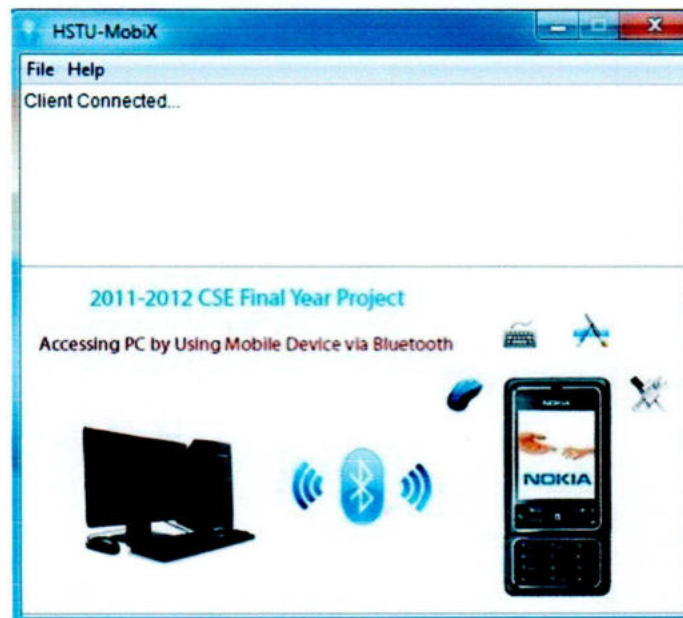 HSTU-MobiX
File Help
Client Connected...
2011-2012 CSE Final Year Project
Accessing PC by Using Mobile Device via Bluetooth
NOKIA
NOKIA